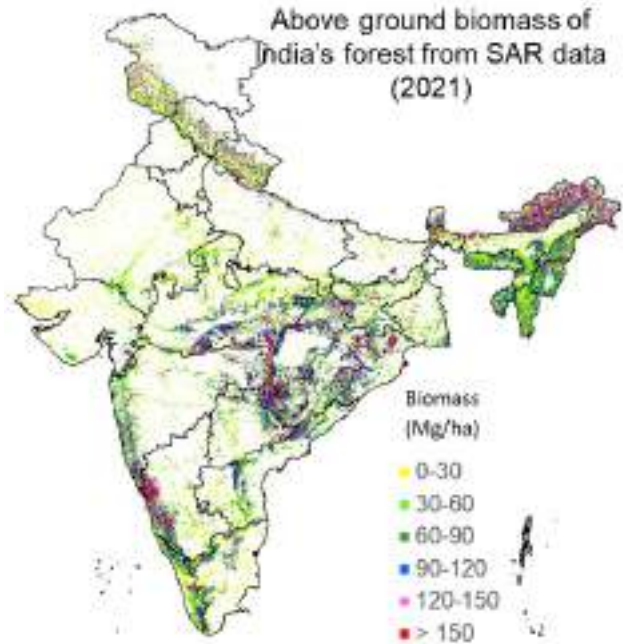 Above ground biomass of
India's forest from SAR data
(2021)
Biomass
(Mg/ha)
0-30
30-60
60-90
90-120
120-150
> 150